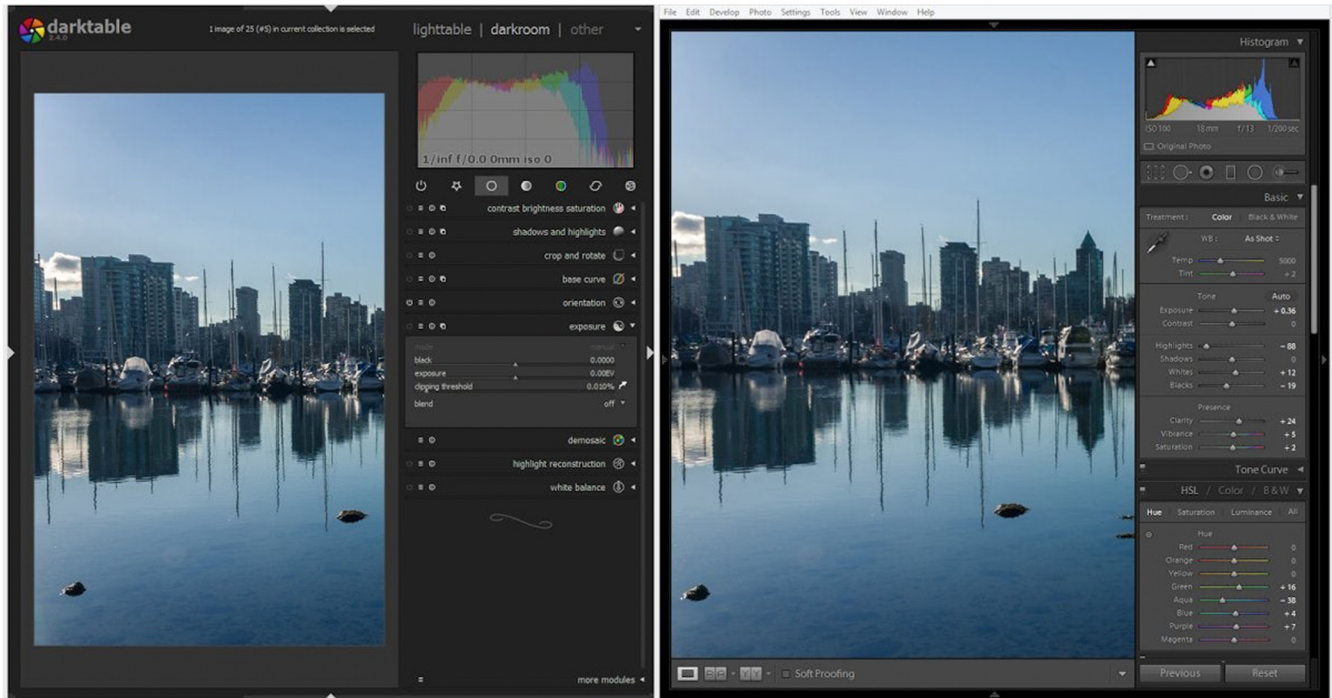 darktable
2.4.0
1 image of 25 (#5) in current collection is selected
lighttable | darkroom | other
1/inf f/0.0 0mm iso 0
contrast brightness saturation
shadows and highlights
crop and rotate
base curve
orientation
exposure
mode manual
black 0.0000
exposure 0.00EV
clipping threshold 0.010%
blend off
demosaic
highlight reconstruction
white balance
more modules
File Edit Develop Photo Settings Tools View Window Help
Histogram
ISO 100 18 mm f/13 1/200 sec
Original Photo
Basic
Treatment: Color Black & White
WB: As Shot
Temp 5000
Tint + 2
Tone Auto
Exposure + 0.36
Contrast 0
Highlights - 88
Shadows 0
Whites + 12
Blacks - 19
Presence
Clarity + 24
Vibrance + 5
Saturation + 2
Tone Curve
HSL / Color / B & W
Hue Saturation Luminance All
Hue
Red 0
Orange 0
Yellow 0
Green + 16
Aqua - 38
Blue + 4
Purple + 7
Magenta 0
Soft Proofing
Previous Reset